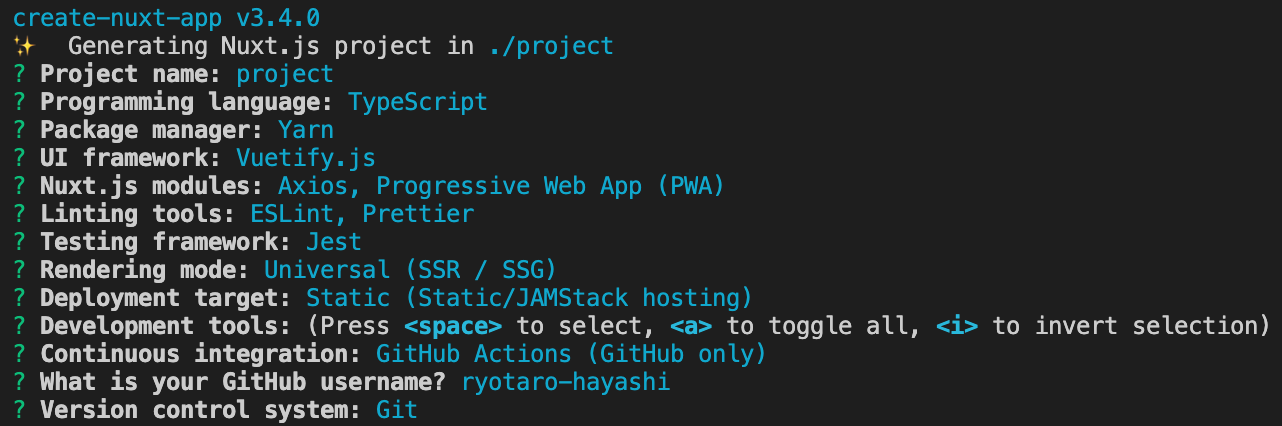 create-nuxt-app v3.4.0
✨ Generating Nuxt.js project in ./project
? Project name: project
? Programming language: TypeScript
? Package manager: Yarn
? UI framework: Vuetify.js
? Nuxt.js modules: Axios, Progressive Web App (PWA)
? Linting tools: ESLint, Prettier
? Testing framework: Jest
? Rendering mode: Universal (SSR / SSG)
? Deployment target: Static (Static/JAMStack hosting)
? Development tools: (Press <space> to select, <a> to toggle all, <i> to invert selection)
? Continuous integration: GitHub Actions (GitHub only)
? What is your GitHub username? ryotaro-hayashi
? Version control system: Git